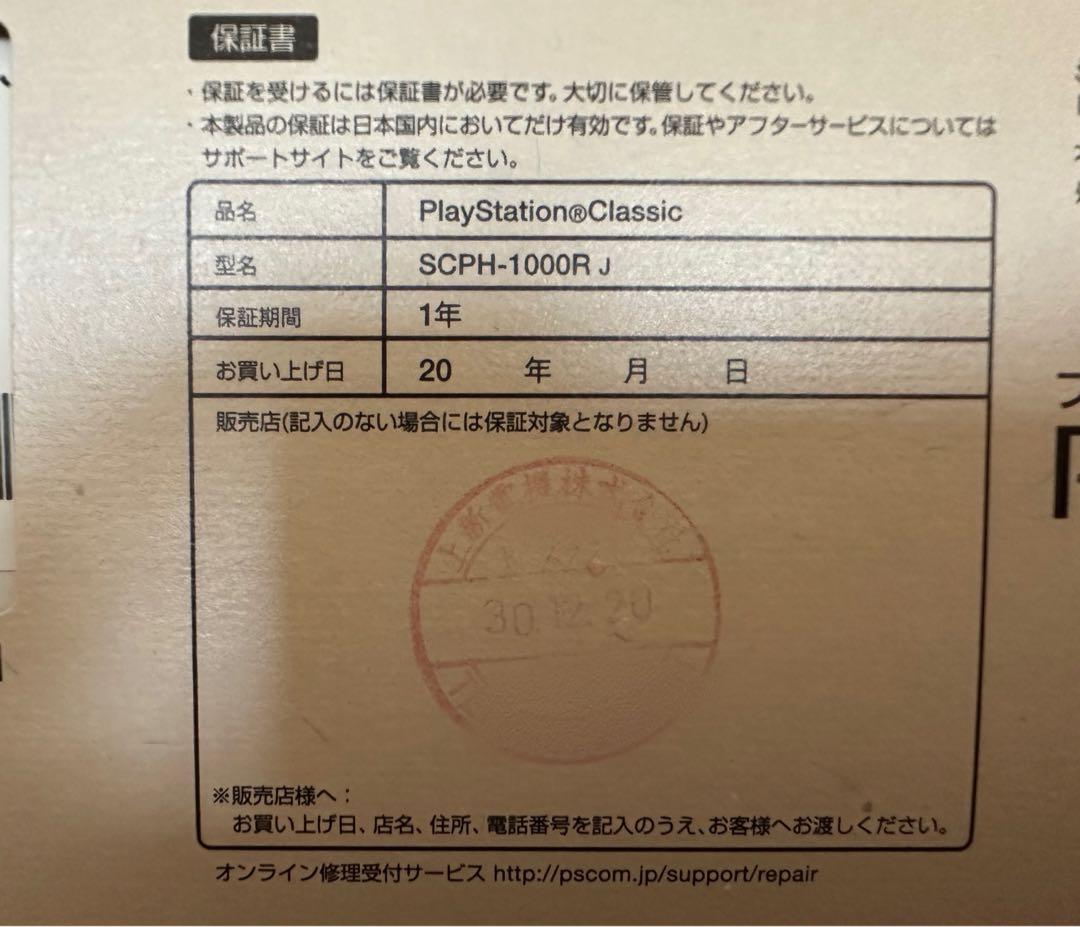 保証書
・保証を受けるには保証書が必要です。大切に保管してください。
・本製品の保証は日本国内においてだけ有効です。保証やアフターサービスについては
サポートサイトをご覧ください。
品名 PlayStation®Classic
型名 SCPH-1000R J
保証期間 1年
お買い上げ日 20 年 月 日
販売店(記入のない場合には保証対象となりません)
上新電機株式会社
30.12.20
※販売店様へ：
お買い上げ日、店名、住所、電話番号を記入のうえ、お客様へお渡しください。
オンライン修理受付サービス http://pscom.jp/support/repair